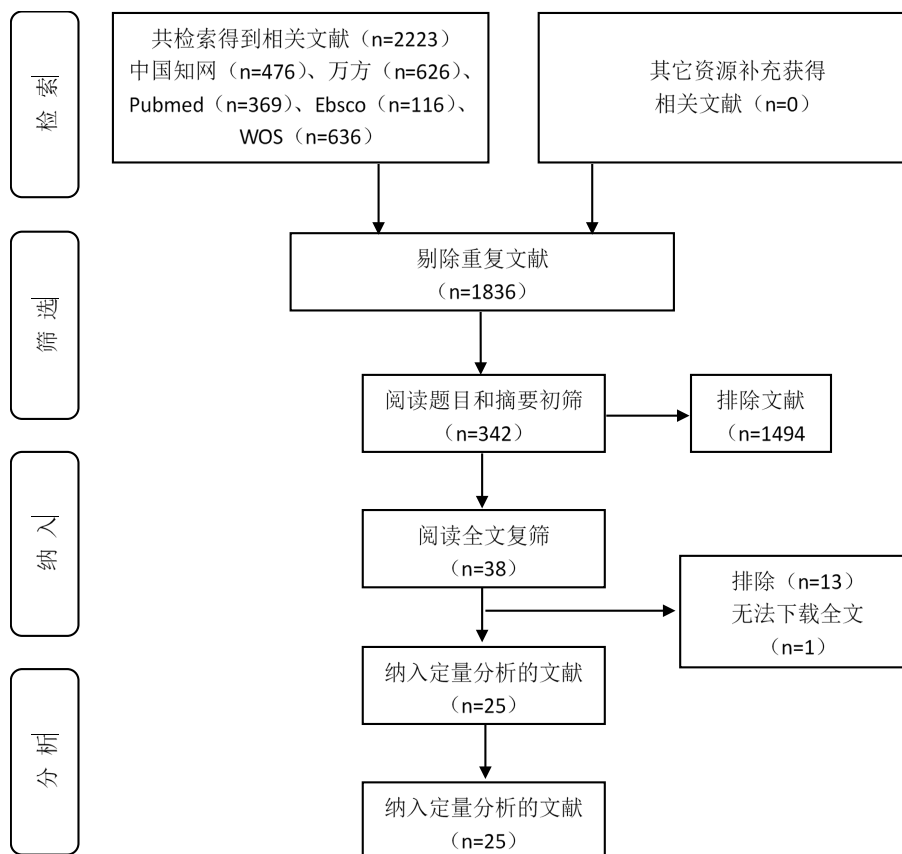 检索
共检索得到相关文献（n=2223）
中国知网（n=476）、万方（n=626）、
Pubmed（n=369）、Ebsco（n=116）、
WOS（n=636）
其它资源补充获得
相关文献（n=0）
筛选
剔除重复文献
（n=1836）
阅读题目和摘要初筛
（n=342）
排除文献
（n=1494
纳入
阅读全文复筛
（n=38）
排除（n=13）
无法下载全文
（n=1）
纳入定量分析的文献
（n=25）
分析
纳入定量分析的文献
（n=25）